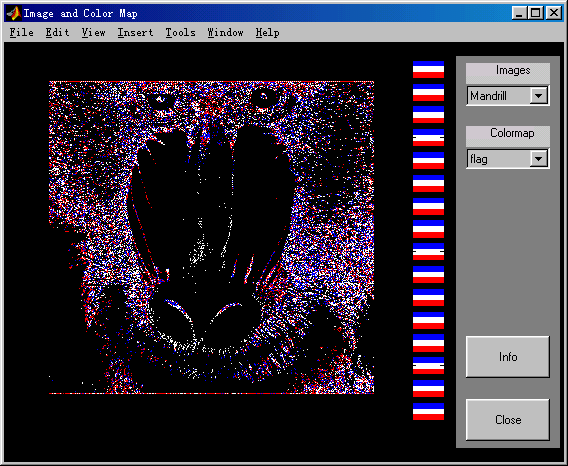 Image and Color Map
File Edit View Insert Tools Window Help
Images
Mandrill
Colormap
flag
Info
Close